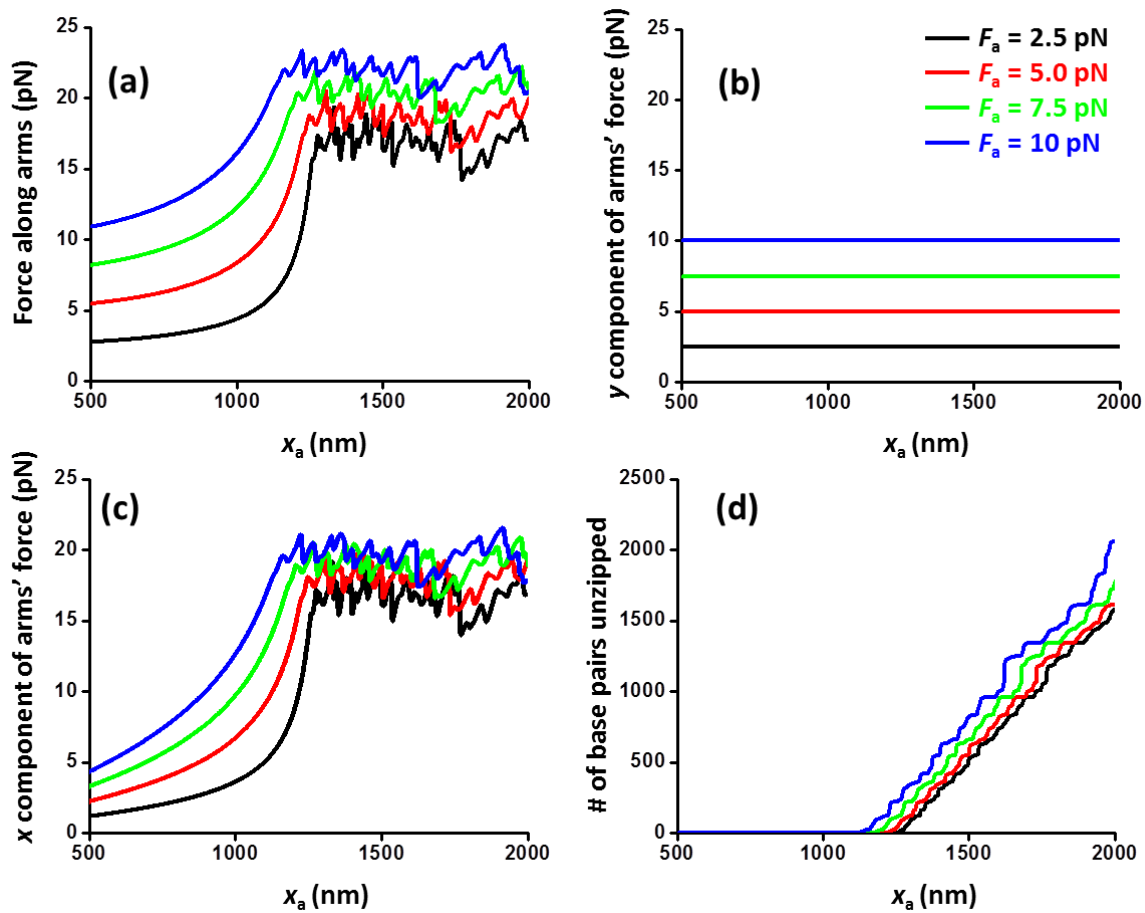 (a)
Force along arms (pN)
25
20
15
10
5
0
500
1000
1500
2000
xa (nm)
(b)
y component of arms' force (pN)
25
20
15
10
5
0
500
1000
1500
2000
xa (nm)
Fa = 2.5 pN
Fa = 5.0 pN
Fa = 7.5 pN
Fa = 10 pN
(c)
x component of arms' force (pN)
25
20
15
10
5
0
500
1000
1500
2000
xa (nm)
(d)
# of base pairs unzipped
2500
2000
1500
1000
500
0
500
1000
1500
2000
xa (nm)